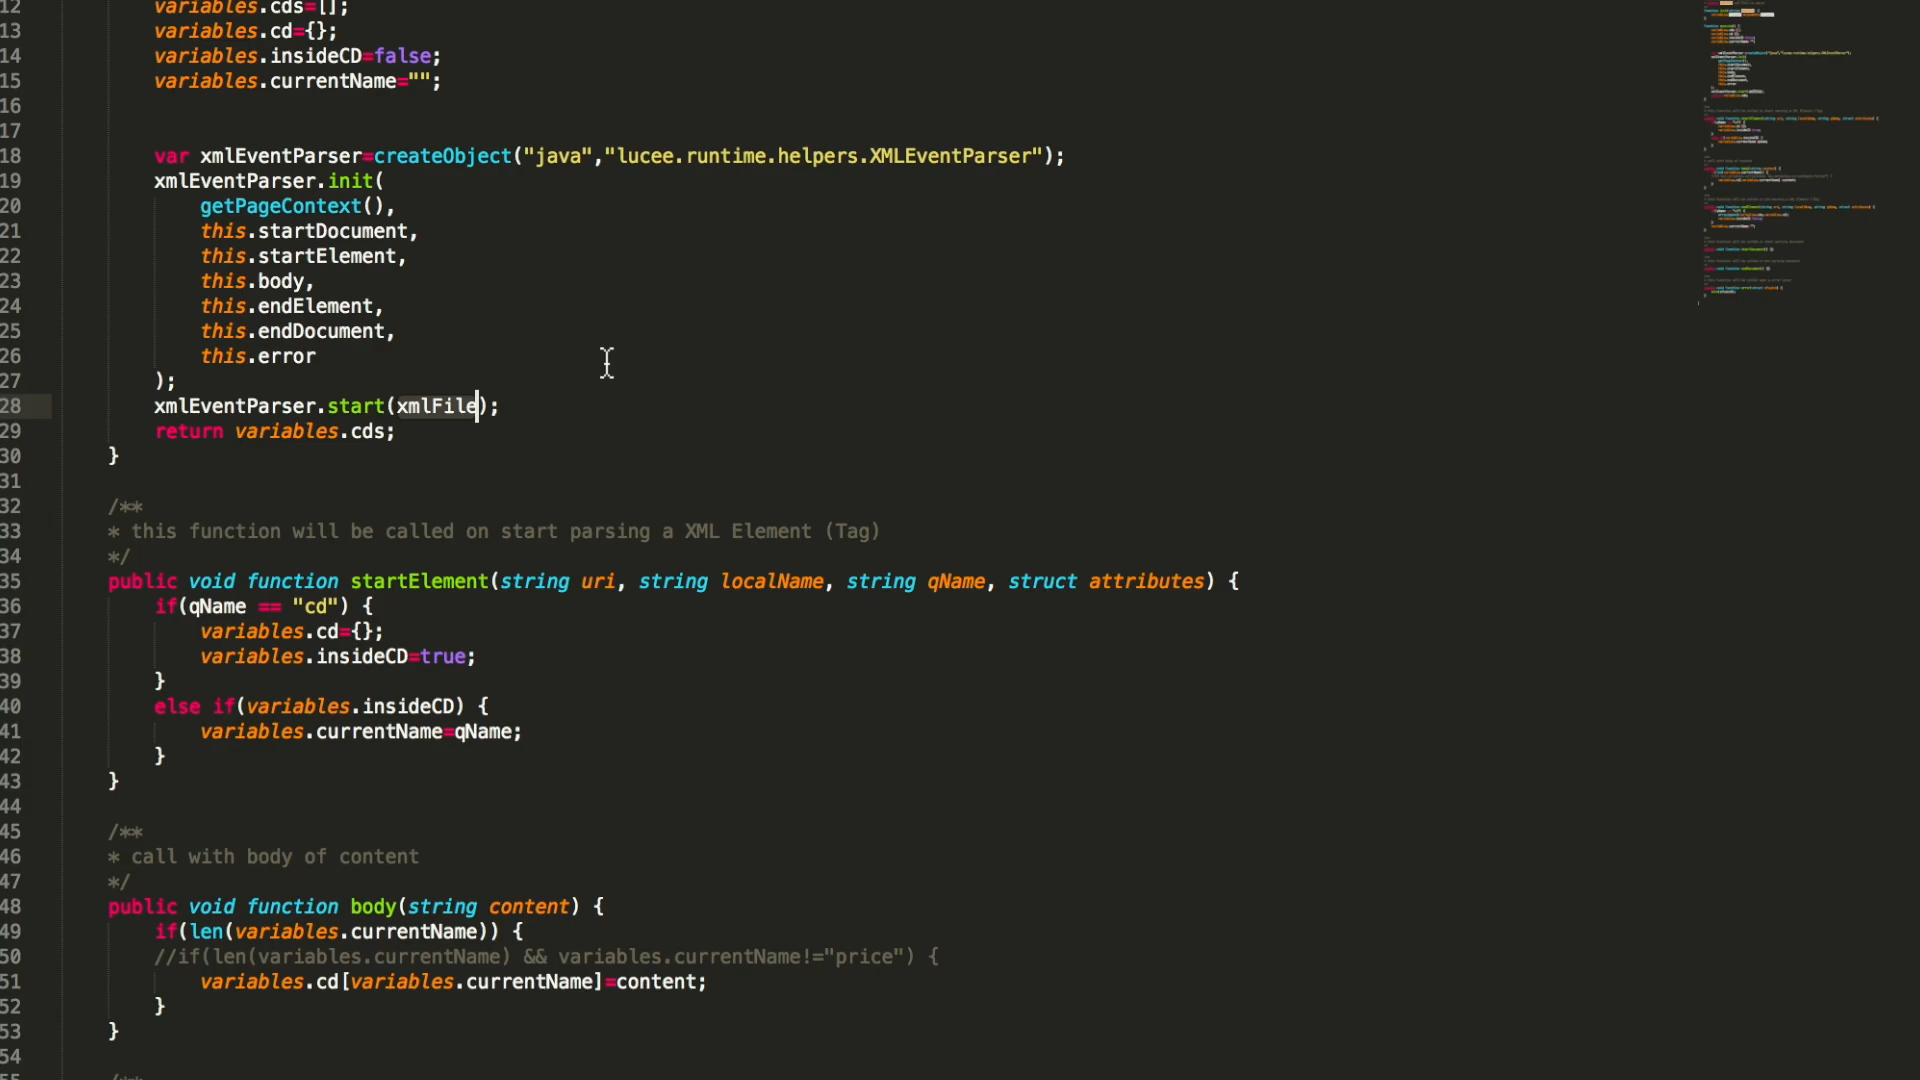 12 variables.cds=[];
13 variables.cd={};
14 variables.insideCD=false;
15 variables.currentName="";
16
17
18 var xmlEventParser=createObject("java","lucee.runtime.helpers.XMLEventParser");
19 xmlEventParser.init(
20 getPageContext(),
21 this.startDocument,
22 this.startElement,
23 this.body,
24 this.endElement,
25 this.endDocument,
26 this.error
27 );
28 xmlEventParser.start(xmlFile);
29 return variables.cds;
30 }
31
32 /**
33 * this function will be called on start parsing a XML Element (Tag)
34 */
35 public void function startElement(string uri, string localName, string qName, struct attributes) {
36 if(qName == "cd") {
37 variables.cd={};
38 variables.insideCD=true;
39 }
40 else if(variables.insideCD) {
41 variables.currentName=qName;
42 }
43 }
44
45 /**
46 * call with body of content
47 */
48 public void function body(string content) {
49 if(len(variables.currentName)) {
50 //if(len(variables.currentName) && variables.currentName!="price") {
51 variables.cd[variables.currentName]=content;
52 }
53 }
54
55 /**